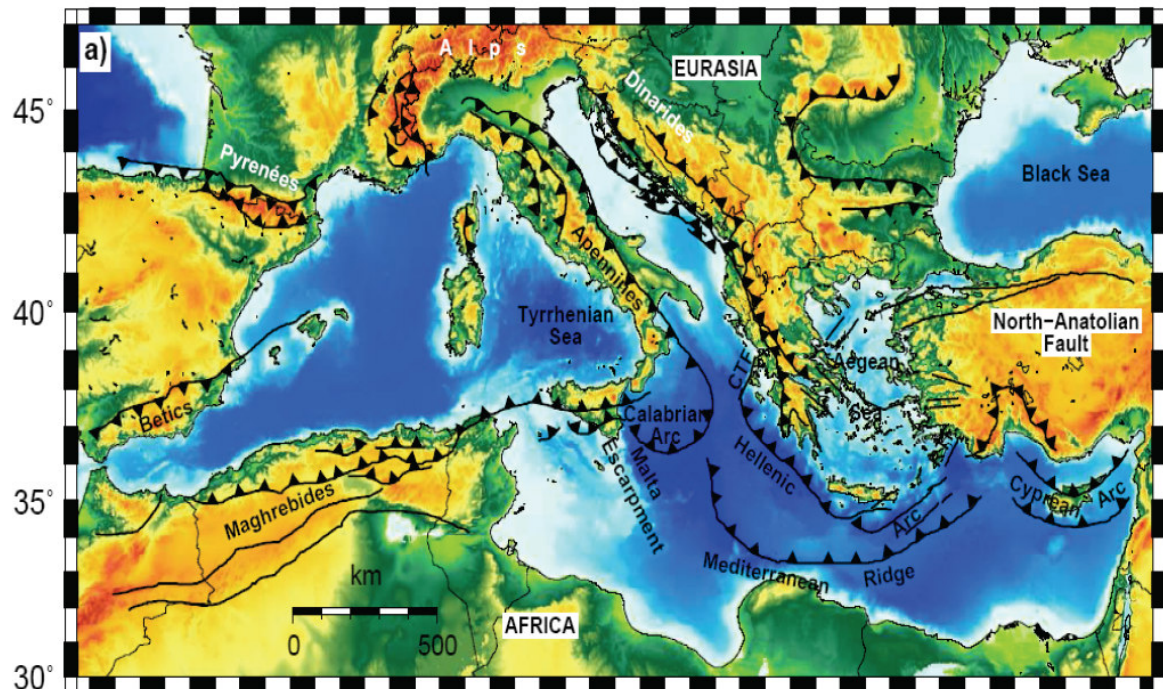 a)
A l p s
EURASIA
Dinarides
45°
Pyrenées
Black Sea
Apennines
40°
Tyrrhenian
Sea
North−Anatolian
Fault
CTF
Aegean
Sea
Betics
Calabrian
Arc
Malta
Escarpment
Hellenic
Arc
Cyprean Arc
35°
Maghrebides
Mediterranean Ridge
km
0 500
AFRICA
30°